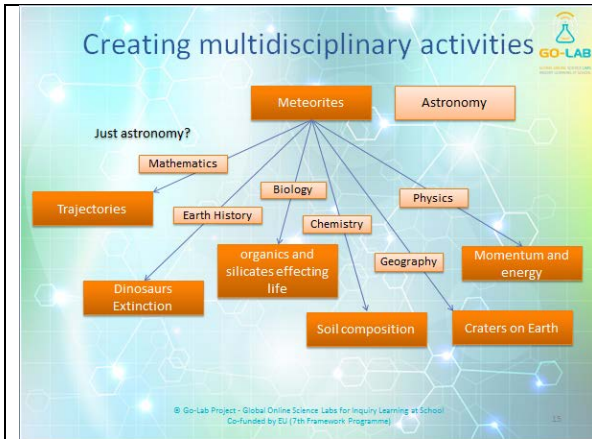 Creating multidisciplinary activities
GO-LAB
Meteorites
Astronomy
Just astronomy?
Mathematics
Biology
Physics
Trajectories
Earth History
Chemistry
organics and
silicates effecting
life
Geography
Momentum and
energy
Dinosaurs
Extinction
Soil composition
Craters on Earth
© Go-Lab Project - Global Online Science Labs for Inquiry Learning at School
Co-funded by EU (7th Framework Programme)
15